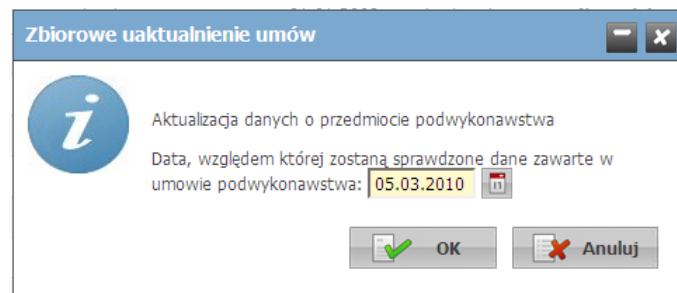 Zbiorowe uaktualnienie umów
Aktualizacja danych o przedmiocie podwykonawstwa
Data, względem której zostaną sprawdzone dane zawarte w
umowie podwykonawstwa: 05.03.2010
OK Anuluj